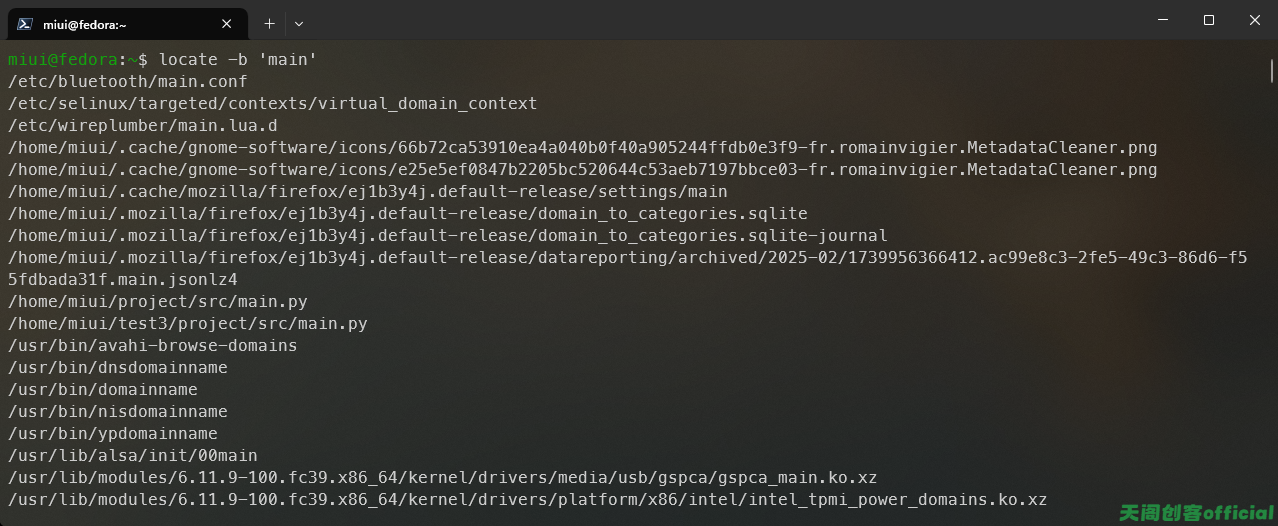 miui@fedora:~
miui@fedora:~$ locate -b 'main'
/etc/bluetooth/main.conf
/etc/selinux/targeted/contexts/virtual_domain_context
/etc/wireplumber/main.lua.d
/home/miui/.cache/gnome-software/icons/66b72ca53910ea4a040b0f40a905244ffdb0e3f9-fr.romainvigier.MetadataCleaner.png
/home/miui/.cache/gnome-software/icons/e25e5ef0847b2205bc520644c53aeb7197bbce03-fr.romainvigier.MetadataCleaner.png
/home/miui/.cache/mozilla/firefox/ej1b3y4j.default-release/settings/main
/home/miui/.mozilla/firefox/ej1b3y4j.default-release/domain_to_categories.sqlite
/home/miui/.mozilla/firefox/ej1b3y4j.default-release/domain_to_categories.sqlite-journal
/home/miui/.mozilla/firefox/ej1b3y4j.default-release/datareporting/archived/2025-02/1739956366412.ac99e8c3-2fe5-49c3-86d6-f5
5fdbada31f.main.jsonlz4
/home/miui/project/src/main.py
/home/miui/test3/project/src/main.py
/usr/bin/avahi-browse-domains
/usr/bin/dnsdomainname
/usr/bin/domainname
/usr/bin/nisdomainname
/usr/bin/ypdomainname
/usr/lib/alsa/init/00main
/usr/lib/modules/6.11.9-100.fc39.x86_64/kernel/drivers/media/usb/gspca/gspca_main.ko.xz
/usr/lib/modules/6.11.9-100.fc39.x86_64/kernel/drivers/platform/x86/intel/intel_tpmi_power_domains.ko.xz
天阁创客official